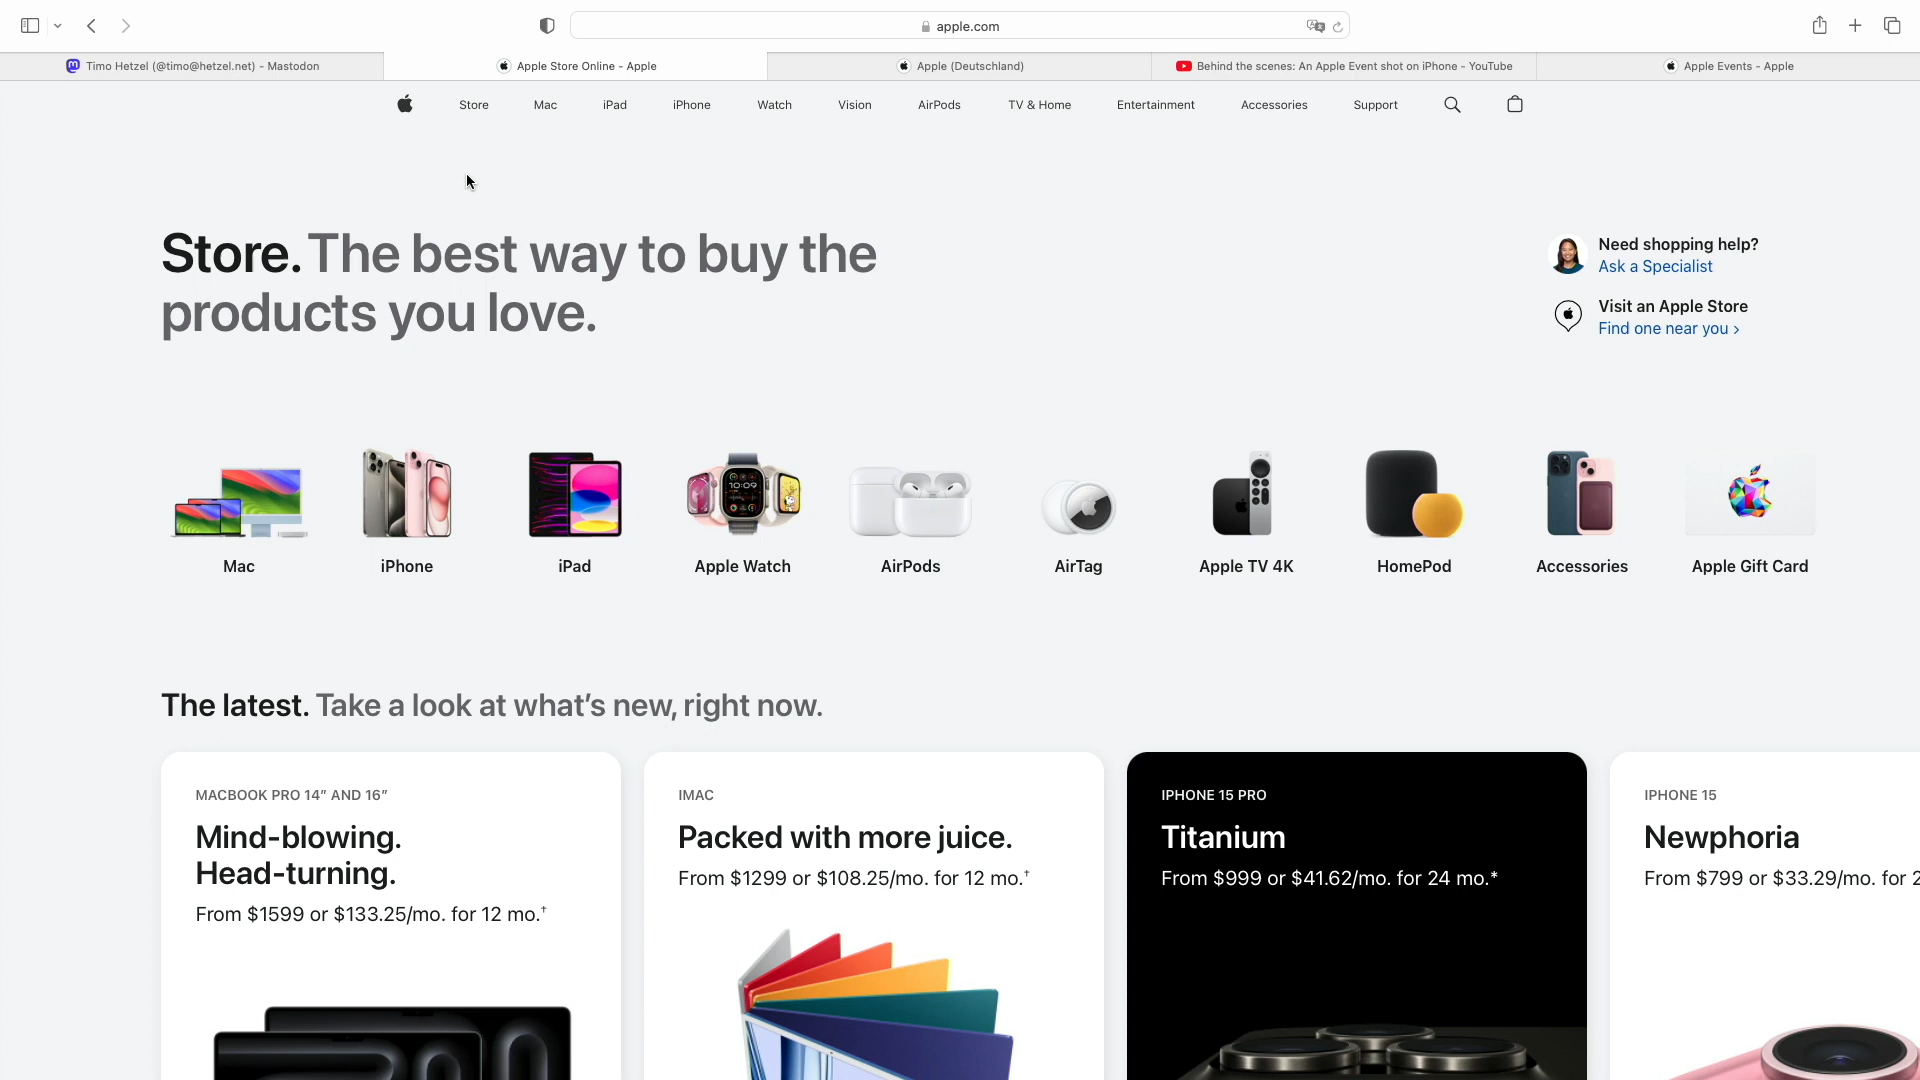 apple.com
Timo Hetzel (@timo@hetzel.net) - Mastodon
Apple Store Online - Apple
Apple (Deutschland)
Behind the scenes: An Apple Event shot on iPhone - YouTube
Apple Events - Apple
Store
Mac
iPad
iPhone
Watch
Vision
AirPods
TV & Home
Entertainment
Accessories
Support
Store. The best way to buy the
products you love.
Need shopping help?
Ask a Specialist
Visit an Apple Store
Find one near you ›
Mac
iPhone
iPad
Apple Watch
AirPods
AirTag
Apple TV 4K
HomePod
Accessories
Apple Gift Card
The latest. Take a look at what’s new, right now.
MACBOOK PRO 14” AND 16”
Mind-blowing.
Head-turning.
From $1599 or $133.25/mo. for 12 mo.†
IMAC
Packed with more juice.
From $1299 or $108.25/mo. for 12 mo.†
IPHONE 15 PRO
Titanium
From $999 or $41.62/mo. for 24 mo.*
IPHONE 15
Newphoria
From $799 or $33.29/mo. for 2